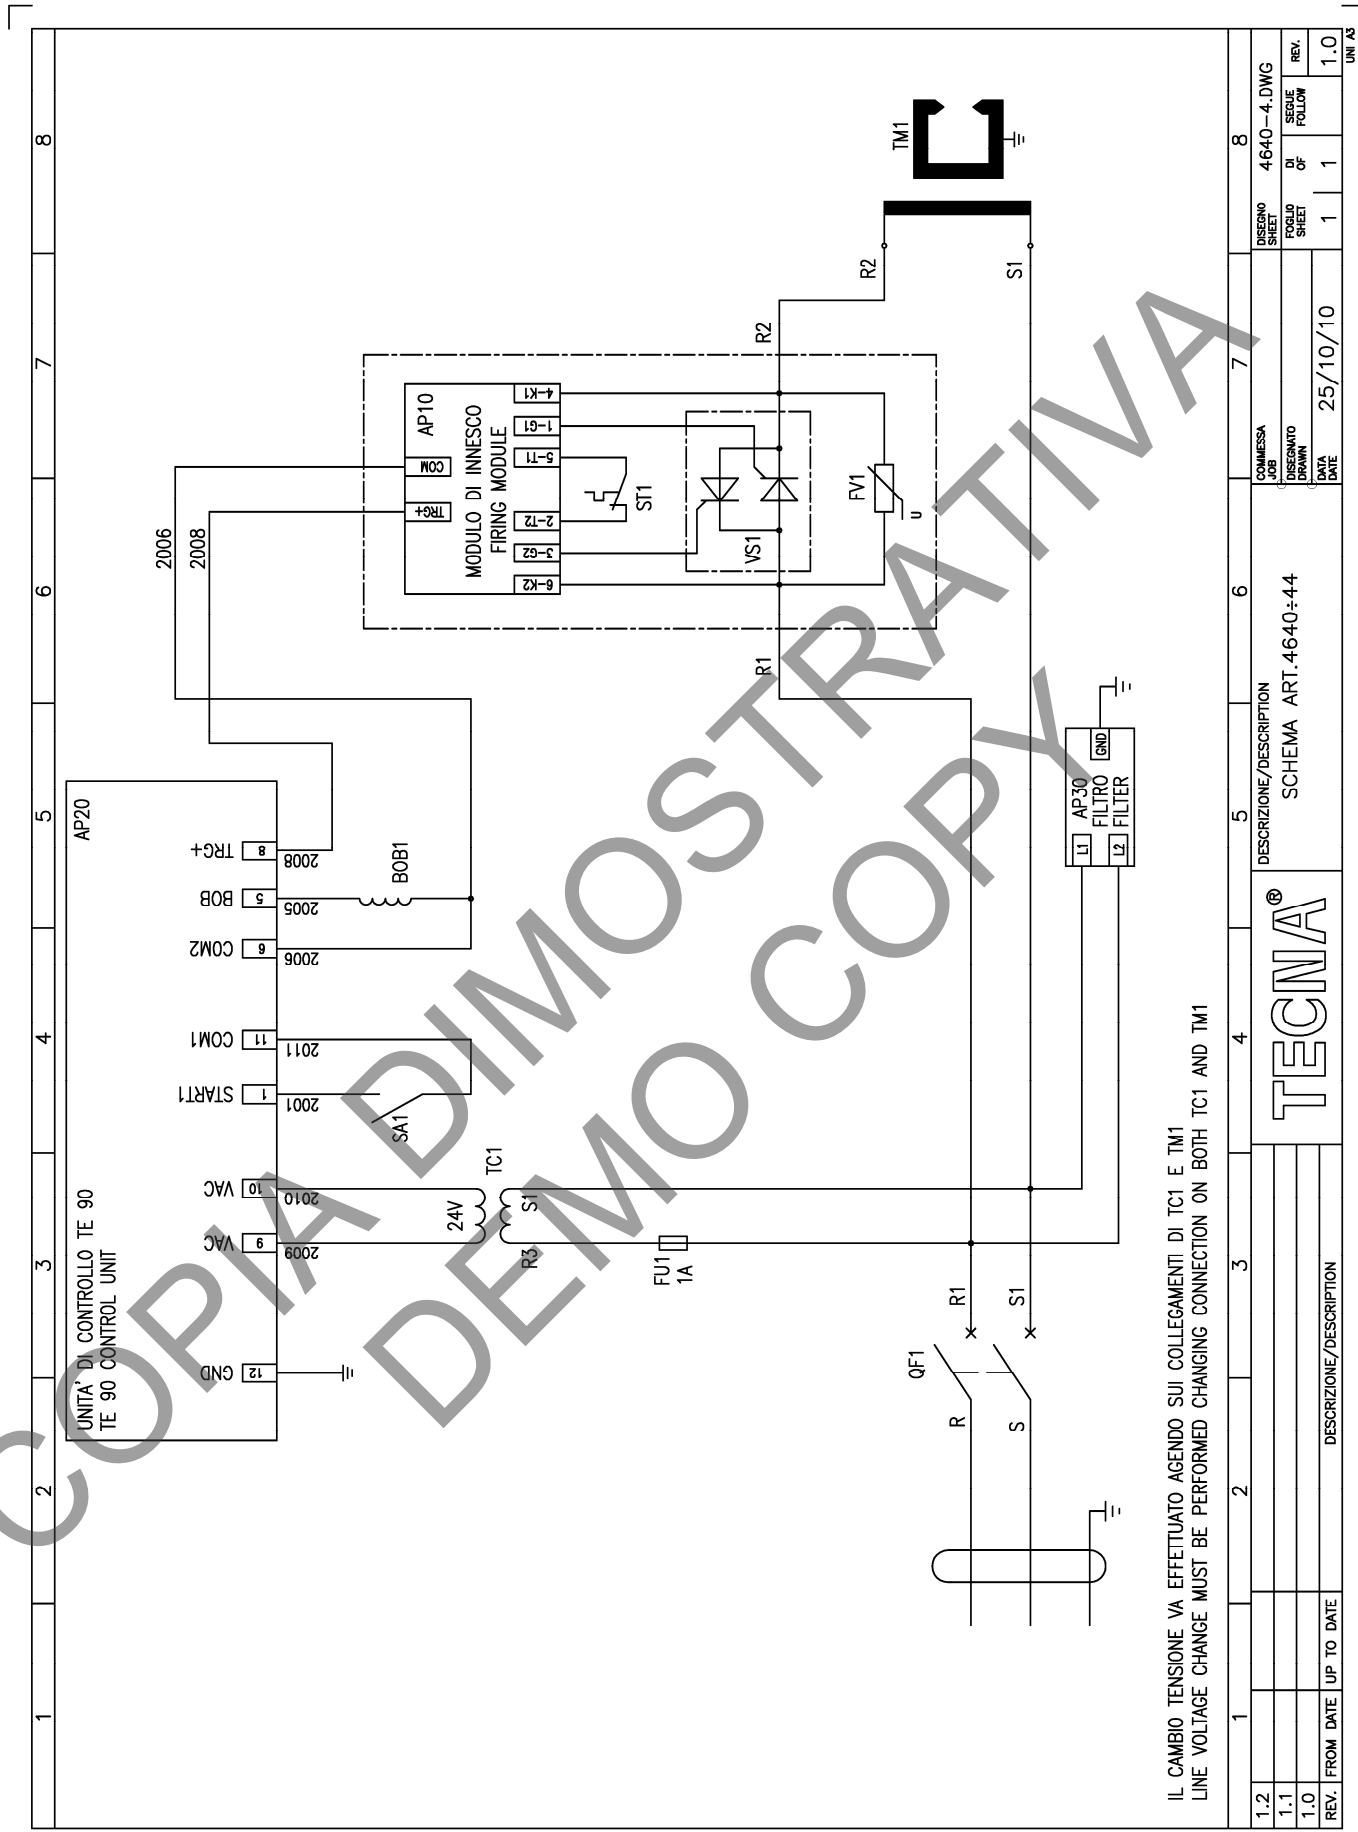 1 2 3 4 5 6 7 8
UNITA' DI CONTROLLO TE 90
TE 90 CONTROL UNIT
AP20
GND
VAC
VAC
START1
COM1
COM2
BOB
TRG+
12
9
10
1
11
6
5
8
2009
2010
2001
2011
2006
2005
2008
2006
2008
SA1
BOB1
24V
TC1
R3
S1
FU1
1A
COM
TRG+
AP10
MODULO DI INNESCO
FIRING MODULE
6-K2
3-G2
2-T2
5-T1
1-G1
4-K1
ST1
VS1
FV1
U
R1
R2
R2
S1
TM1
QF1
R
R1
S
S1
AP30
FILTRO
FILTER
L1
L2
GND
COPIA DIMOSTRATIVA
DEMO COPY
IL CAMBIO TENSIONE VA EFFETTUATO AGENDO SUI COLLEGAMENTI DI TC1 E TM1
LINE VOLTAGE CHANGE MUST BE PERFORMED CHANGING CONNECTION ON BOTH TC1 AND TM1
1 2 3 4 5 6 7 8
1.2
1.1
1.0
REV. FROM DATE UP TO DATE DESCRIZIONE/DESCRIPTION
TECNA®
DESCRIZIONE/DESCRIPTION
SCHEMA ART.4640÷44
COMMESSA
JOB
DISEGNATO
DRAWN
DATA
DATE
25/10/10
DISEGNO
SHEET
4640-4.DWG
FOGLIO
SHEET
DI
OF
SEGUE
FOLLOW
REV.
1 1 1.0
UNI A3